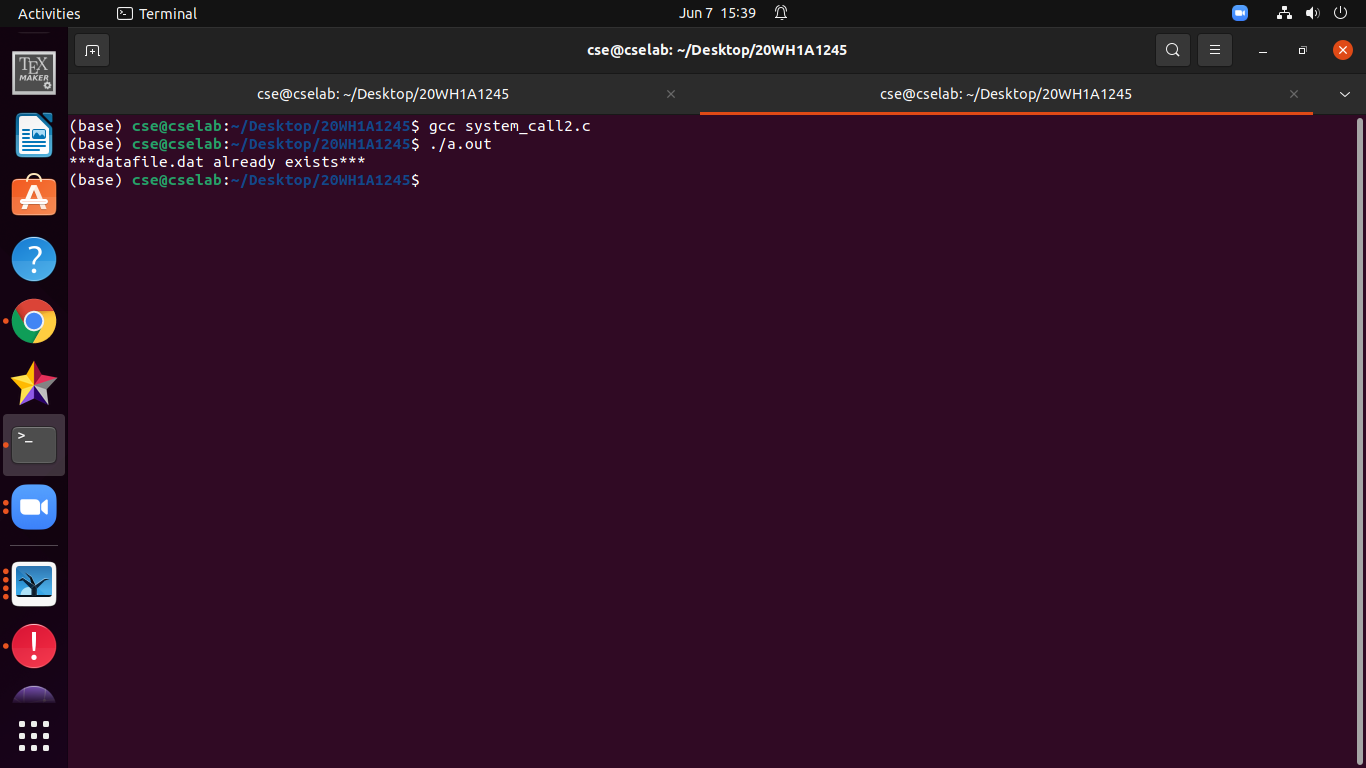 Activities
Terminal
Jun 7 15:39
cse@cselab: ~/Desktop/20WH1A1245
cse@cselab: ~/Desktop/20WH1A1245
cse@cselab: ~/Desktop/20WH1A1245
(base) cse@cselab:~/Desktop/20WH1A1245$ gcc system_call2.c
(base) cse@cselab:~/Desktop/20WH1A1245$ ./a.out
***datafile.dat already exists***
(base) cse@cselab:~/Desktop/20WH1A1245$
TEX
MAKER